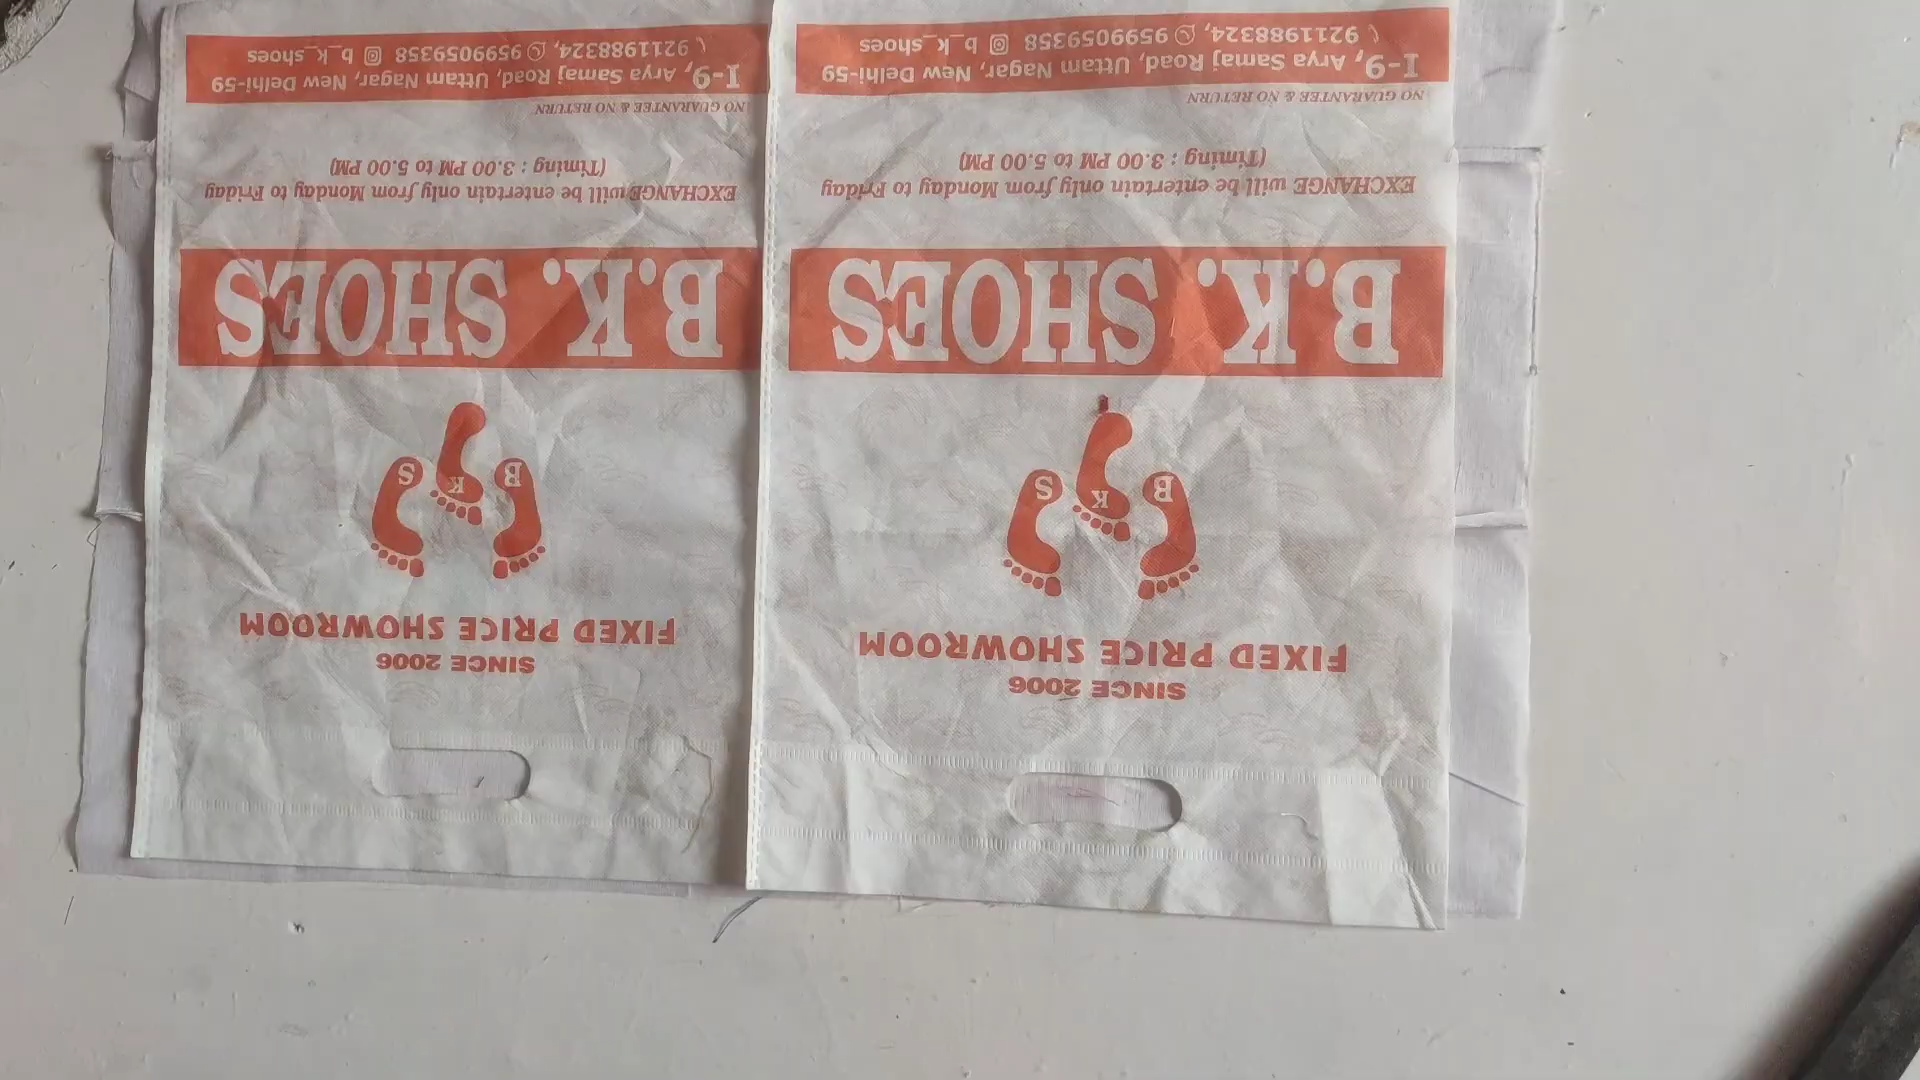 SINCE 2006
FIXED PRICE SHOWROOM
B K S
B.K. SHOES
EXCHANGE will be entertain only from Monday to Friday
(Timing : 3.00 PM to 5.00 PM)
NO GUARANTEE & NO RETURN
I-9, Arya Samaj Road, Uttam Nagar, New Delhi-59
9211988324, 9599059358 b_k_shoes
SINCE 2006
FIXED PRICE SHOWROOM
B K S
B.K. SHOES
EXCHANGE will be entertain only from Monday to Friday
(Timing : 3.00 PM to 5.00 PM)
NO GUARANTEE & NO RETURN
I-9, Arya Samaj Road, Uttam Nagar, New Delhi-59
9211988324, 9599059358 b_k_shoes